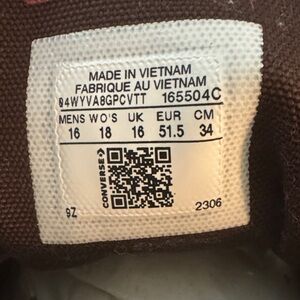 MADE IN VIETNAM
FABRIQUE AU VIETNAM
04WYVA8GPCVTT 165504C
MENS WO'S UK EUR CM
16 18 16 51.5 34
CONVERSE
9Z 2306